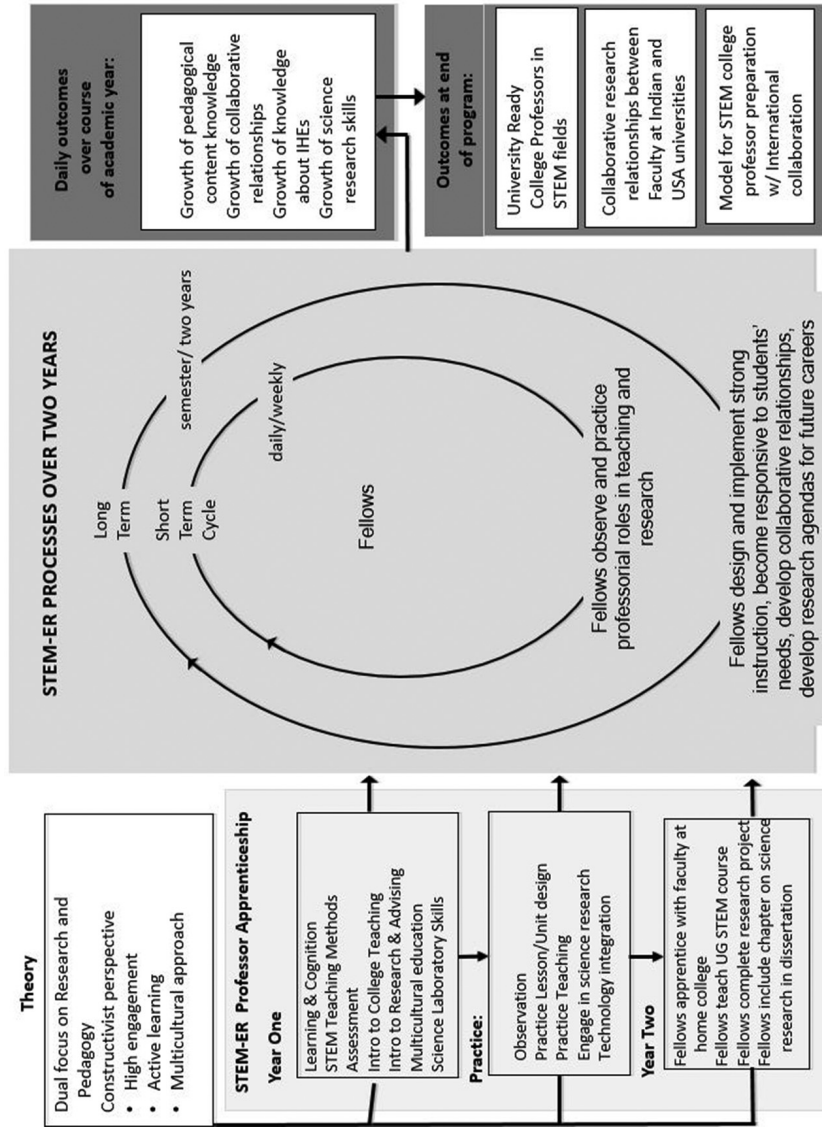 Theory
Dual focus on Research and
Pedagogy
Constructivist perspective
• High engagement
• Active learning
• Multicultural approach
STEM-ER Professor Apprenticeship
Year One
Learning & Cognition
STEM Teaching Methods
Assessment
Intro to College Teaching
Intro to Research & Advising
Multicultural education
Science Laboratory Skills
Practice:
Observation
Practice Lesson/Unit design
Practice Teaching
Engage in science research
Technology integration
Year Two
Fellows apprentice with faculty at
home college
Fellows teach UG STEM course
Fellows complete research project
Fellows include chapter on science
research in dissertation
STEM-ER PROCESSES OVER TWO YEARS
Long
Term
semester/ two years
Short
Term
Cycle
daily/weekly
Fellows
Fellows observe and practice
professorial roles in teaching and
research
Fellows design and implement strong
instruction, become responsive to students'
needs, develop collaborative relationships,
develop research agendas for future careers
Daily outcomes
over course
of academic year:
Growth of pedagogical
content knowledge
Growth of collaborative
relationships
Growth of knowledge
about IHEs
Growth of science
research skills
Outcomes at end
of program:
University Ready
College Professors in
STEM fields
Collaborative research
relationships between
Faculty at Indian and
USA universities
Model for STEM college
professor preparation
w/ International
collaboration